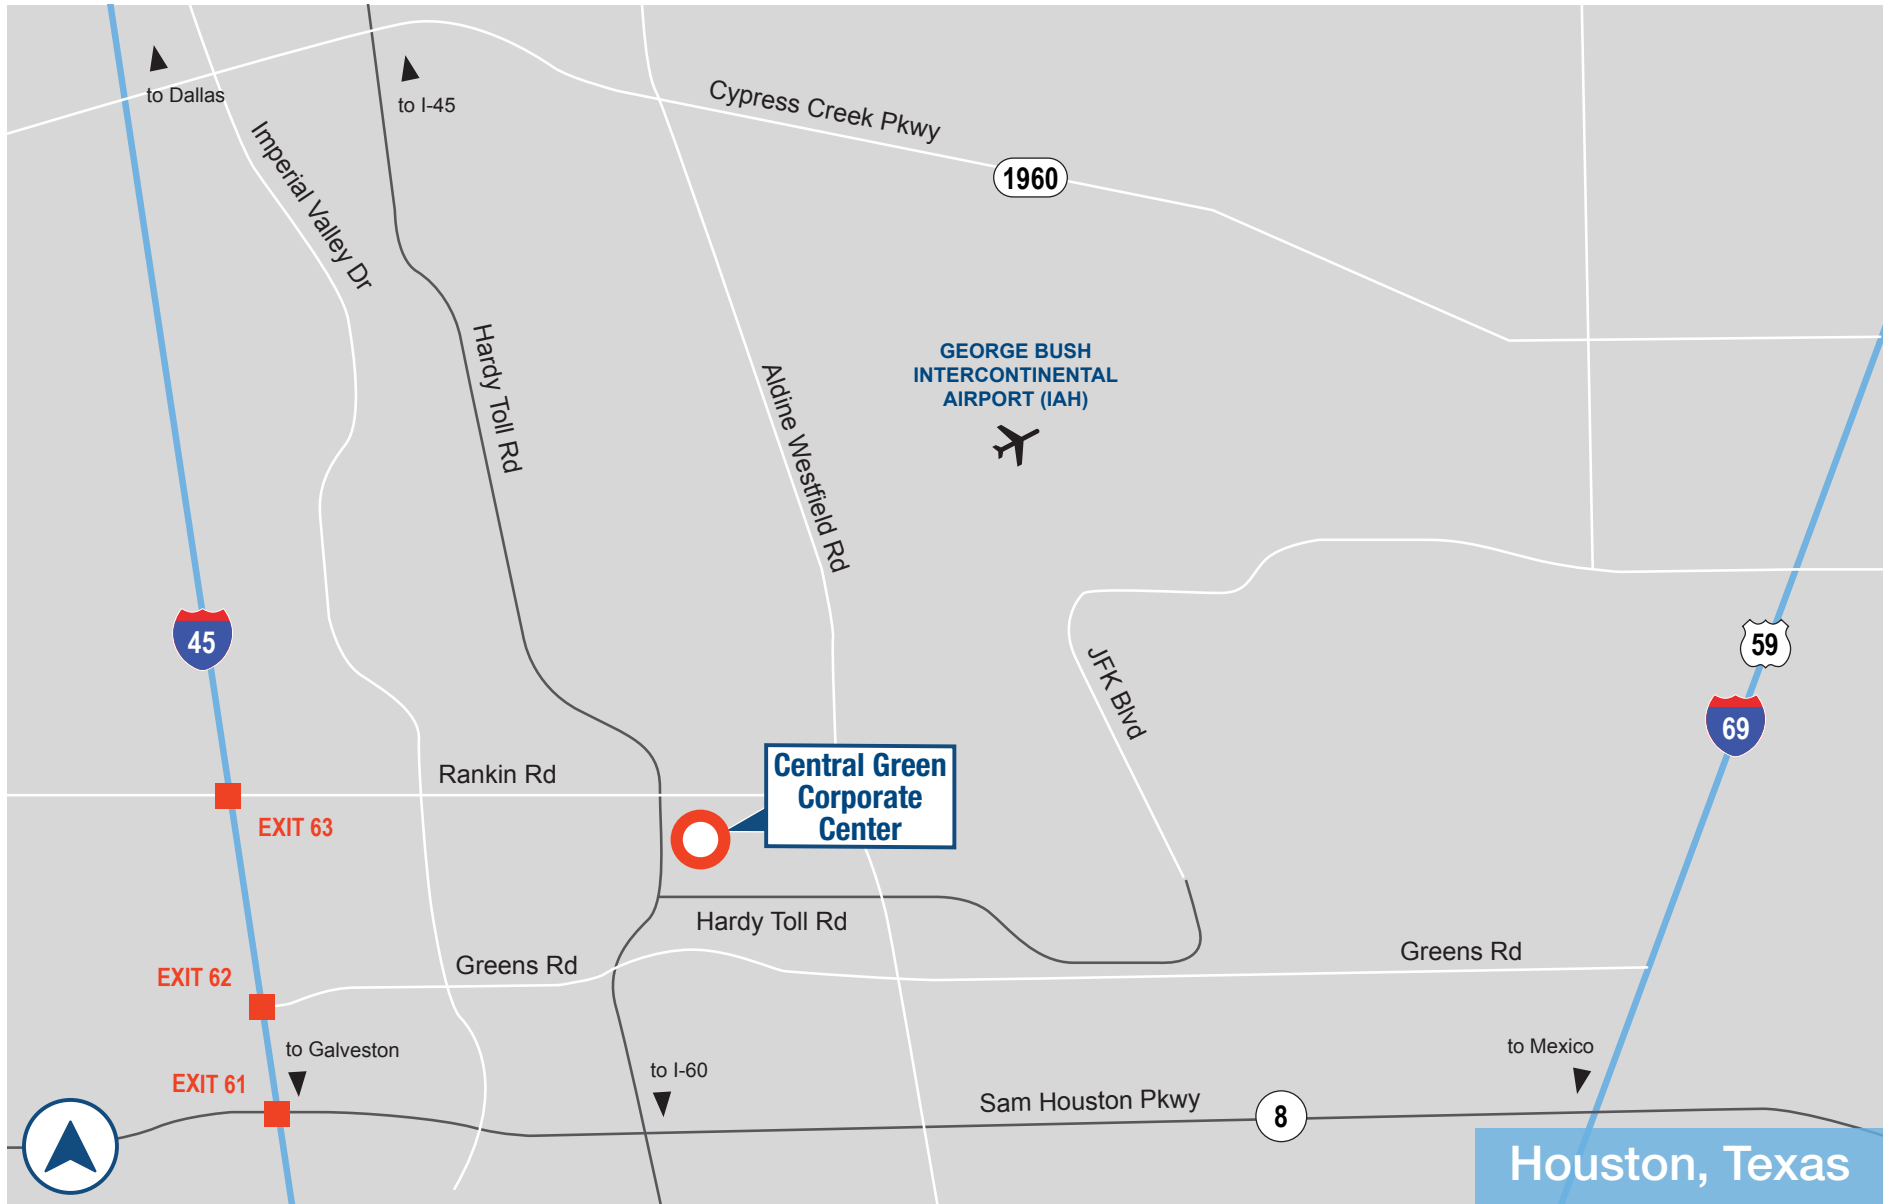 to Dallas
to I-45
Cypress Creek Pkwy
1960
Imperial Valley Dr
Hardy Toll Rd
Aldine Westfield Rd
GEORGE BUSH
INTERCONTINENTAL
AIRPORT (IAH)
45
59
69
JFK Blvd
Rankin Rd
EXIT 63
Central Green
Corporate
Center
Hardy Toll Rd
Greens Rd
Greens Rd
EXIT 62
to Galveston
to I-60
to Mexico
EXIT 61
Sam Houston Pkwy
8
Houston, Texas